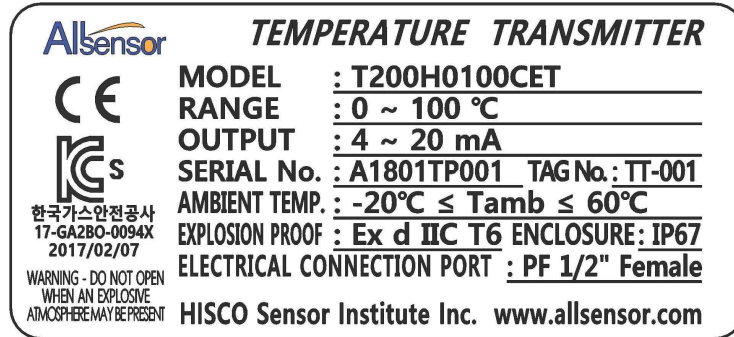 Allsensor
TEMPERATURE TRANSMITTER
MODEL : T200H0100CET
RANGE : 0 ~ 100 ℃
OUTPUT : 4 ~ 20 mA
SERIAL No. : A1801TP001 TAG No. : TT-001
AMBIENT TEMP. : -20℃ ≤ Tamb ≤ 60℃
EXPLOSION PROOF : Ex d IIC T6 ENCLOSURE : IP67
ELECTRICAL CONNECTION PORT : PF 1/2" Female
HISCO Sensor Institute Inc. www.allsensor.com
CE
KCs
한국가스안전공사
17-GA2BO-0094X
2017/02/07
WARNING - DO NOT OPEN
WHEN AN EXPLOSIVE
ATMOSPHERE MAY BE PRESENT